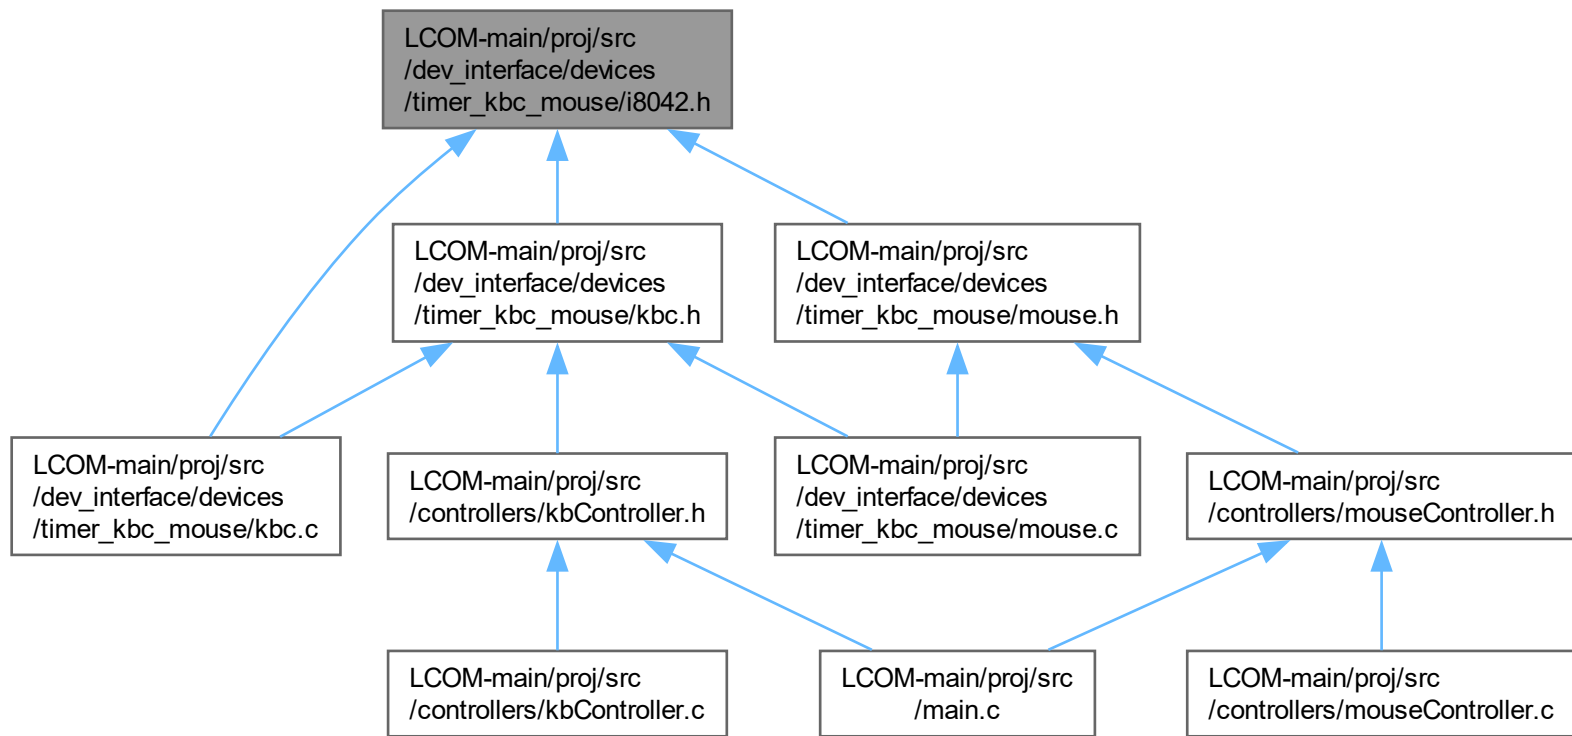 LCOM-main/proj/src
/dev_interface/devices
/timer_kbc_mouse/i8042.h
LCOM-main/proj/src
/dev_interface/devices
/timer_kbc_mouse/kbc.h
LCOM-main/proj/src
/dev_interface/devices
/timer_kbc_mouse/mouse.h
LCOM-main/proj/src
/dev_interface/devices
/timer_kbc_mouse/kbc.c
LCOM-main/proj/src
/controllers/kbController.h
LCOM-main/proj/src
/dev_interface/devices
/timer_kbc_mouse/mouse.c
LCOM-main/proj/src
/controllers/mouseController.h
LCOM-main/proj/src
/controllers/kbController.c
LCOM-main/proj/src
/main.c
LCOM-main/proj/src
/controllers/mouseController.c